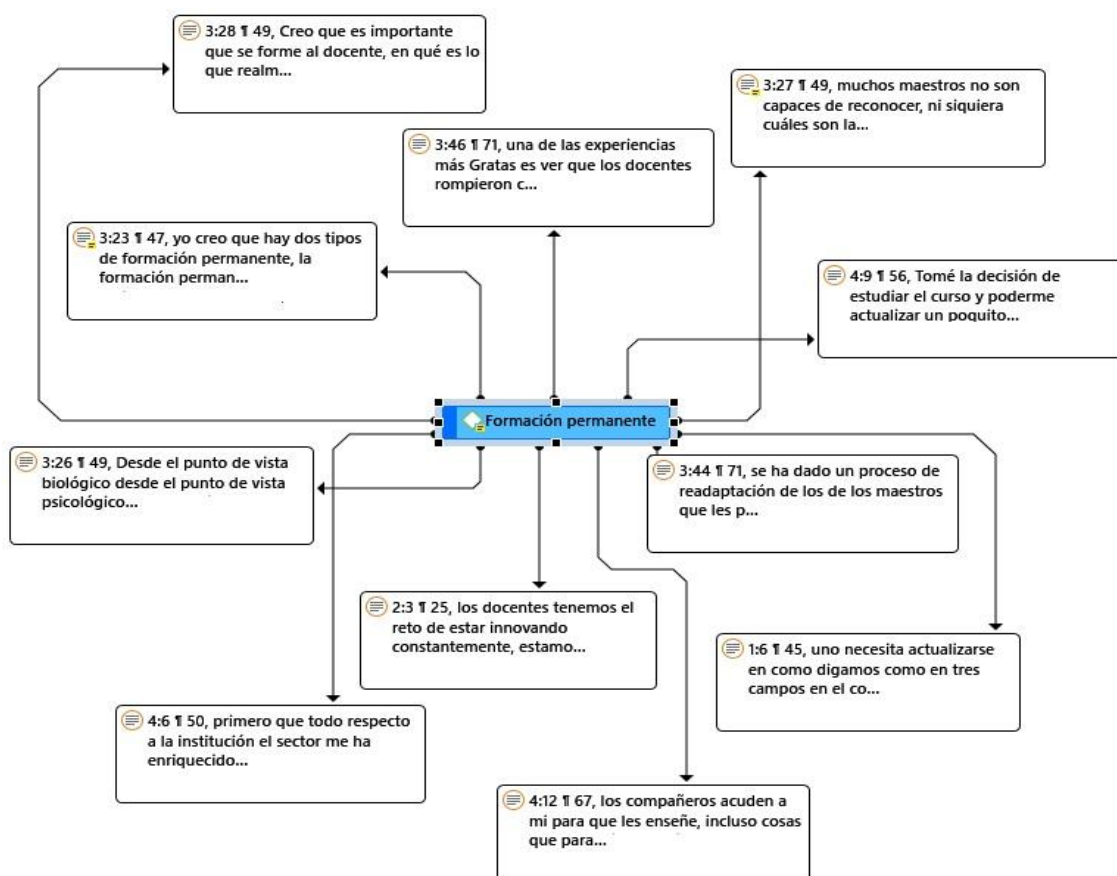 3:28 ¶ 49, Creo que es importante
que se forme al docente, en qué es lo
que realm...
3:27 ¶ 49, muchos maestros no son
capaces de reconocer, ni siquiera
cuáles son la...
3:46 ¶ 71, una de las experiencias
más Gratas es ver que los docentes
rompieron c...
3:23 ¶ 47, yo creo que hay dos tipos
de formación permanente, la
formación perman...
4:9 ¶ 56, Tomé la decisión de
estudiar el curso y poderme
actualizar un poquito...
Formación permanente
3:26 ¶ 49, Desde el punto de vista
biológico desde el punto de vista
psicológico...
3:44 ¶ 71, se ha dado un proceso de
readaptación de los de los maestros
que les p...
2:3 ¶ 25, los docentes tenemos el
reto de estar innovando
constantemente, estamo...
1:6 ¶ 45, uno necesita actualizarse
en como digamos como en tres
campos en el co...
4:6 ¶ 50, primero que todo respecto
a la institución el sector me ha
enriquecido...
4:12 ¶ 67, los compañeros acuden a
mi para que les enseñe, incluso cosas
que para...